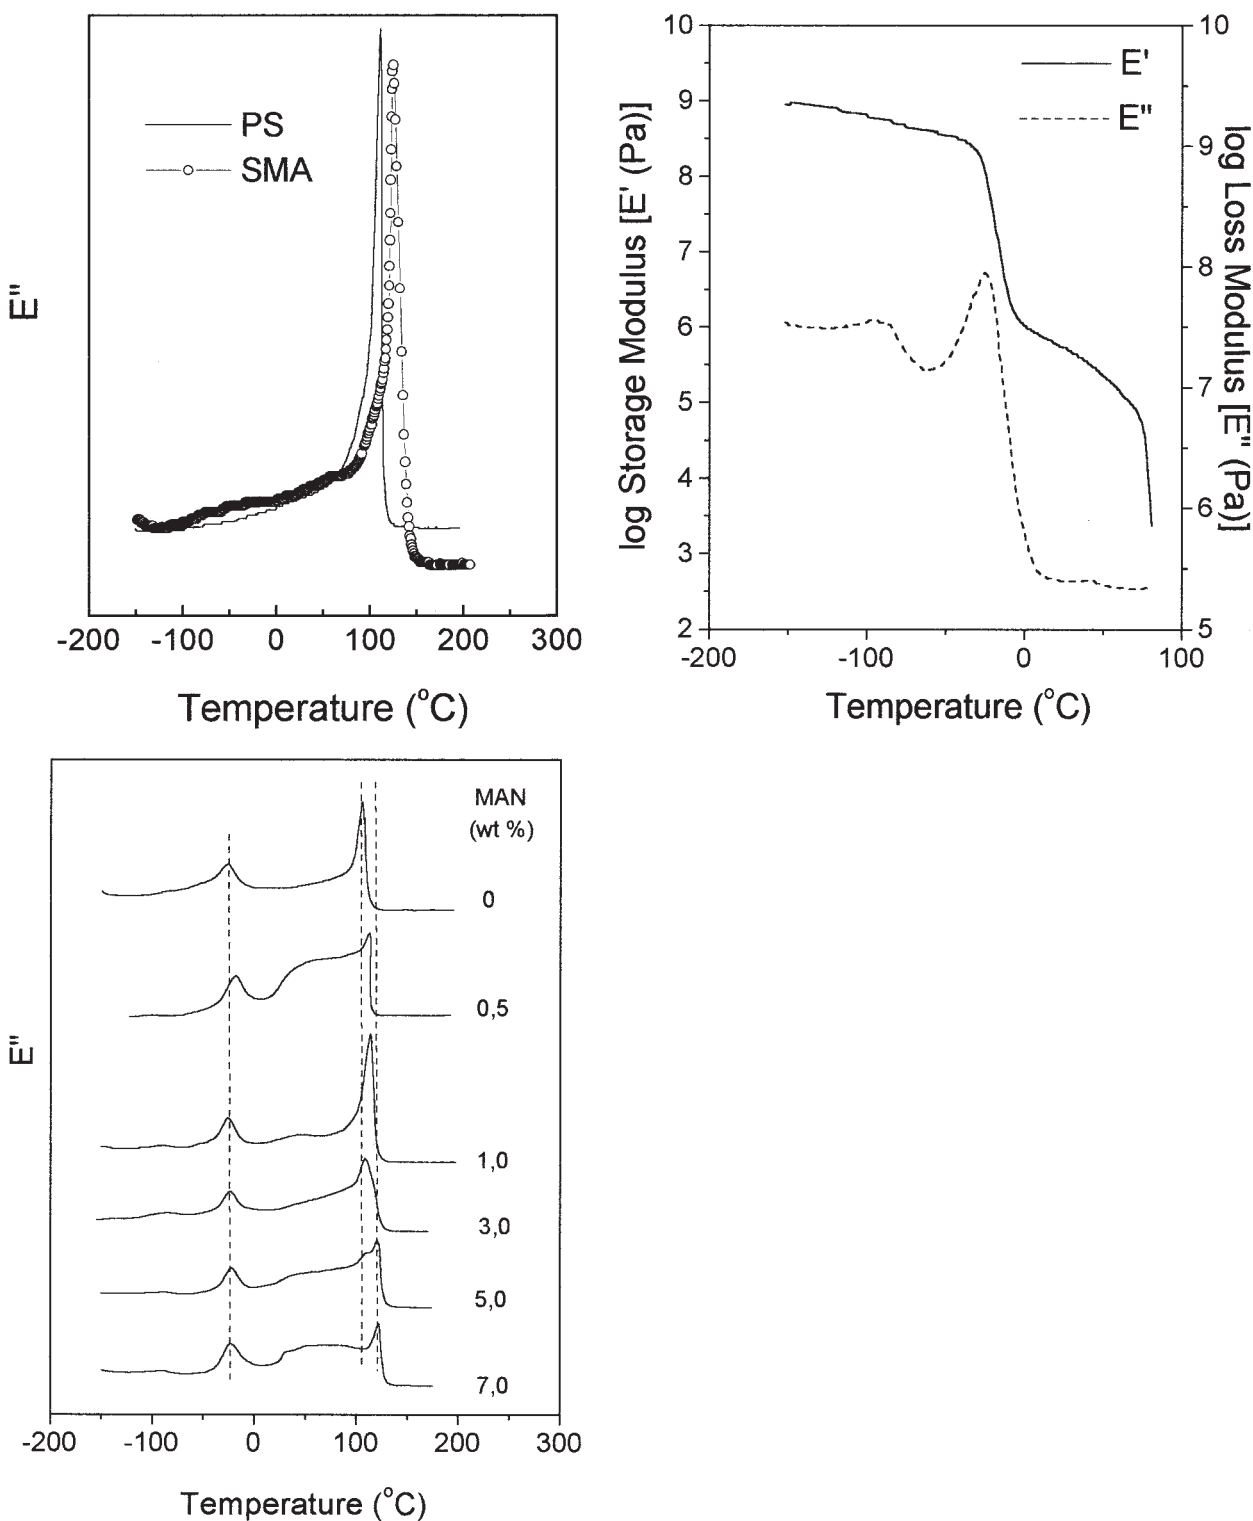 PS
SMA
E"
-200 -100 0 100 200 300
Temperature (°C)
10
9
8
7
6
5
4
3
2
log Storage Modulus [E' (Pa)]
E'
E"
10
9
8
7
6
5
log Loss Modulus [E" (Pa)]
-200 -100 0 100
Temperature (°C)
MAN
(wt %)
0
0,5
1,0
3,0
5,0
7,0
E"
-200 -100 0 100 200 300
Temperature (°C)